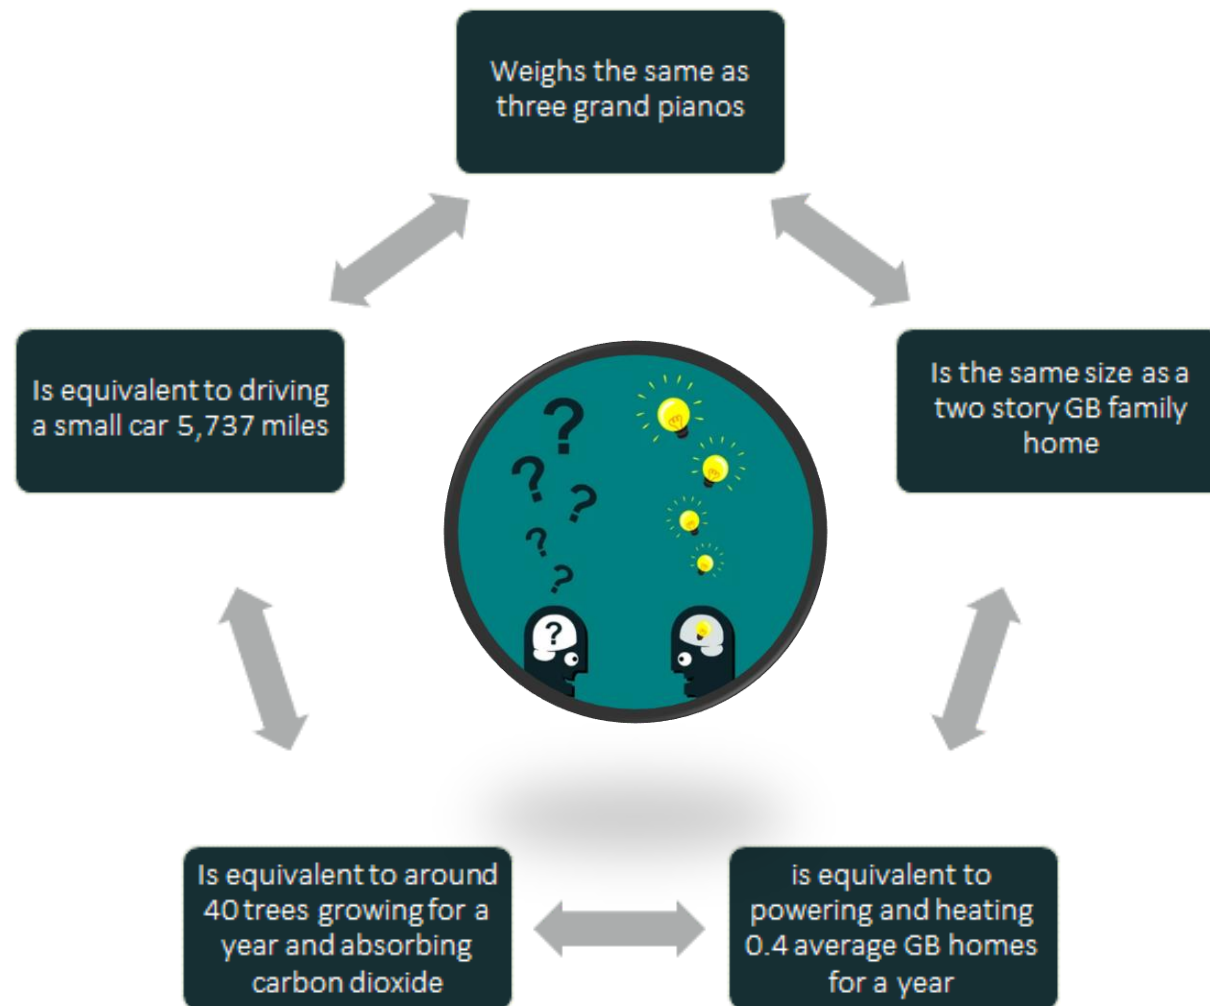 Weighs the same as
three grand pianos
Is equivalent to driving
a small car 5,737 miles
Is the same size as a
two story GB family
home
? ?
? ?
?
?
?
Is equivalent to around
40 trees growing for a
year and absorbing
carbon dioxide
is equivalent to
powering and heating
0.4 average GB homes
for a year